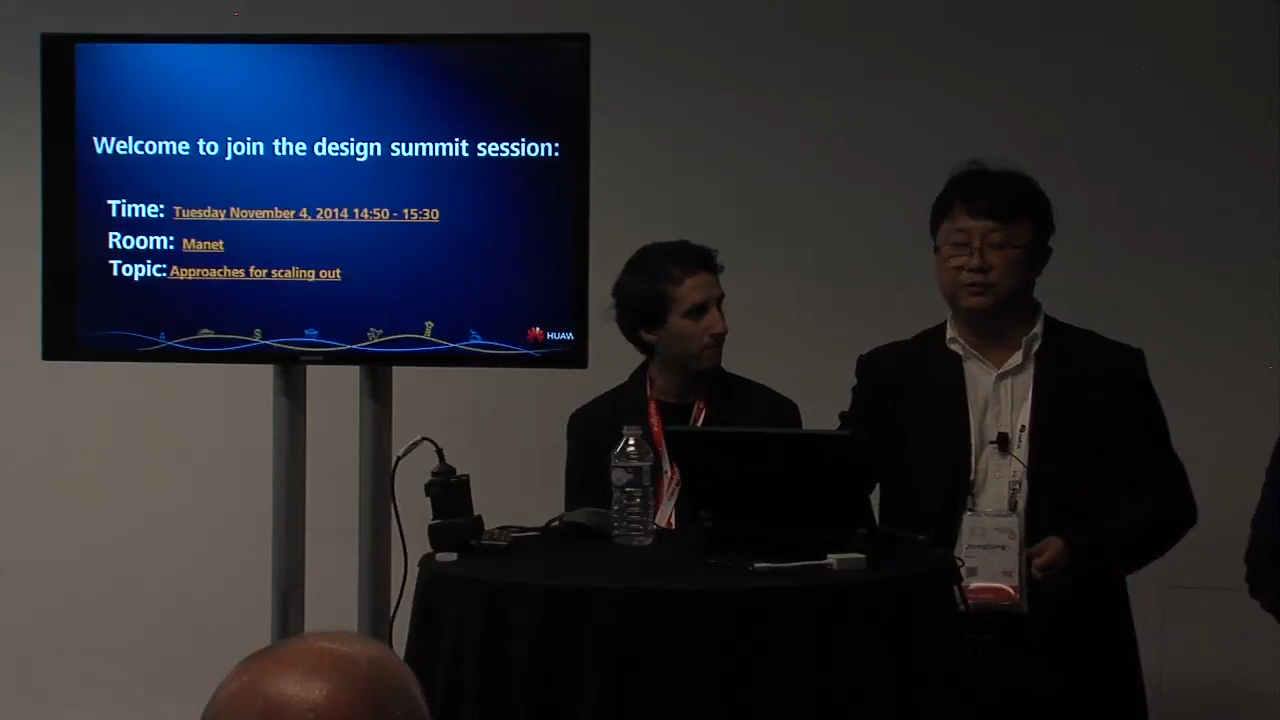 Welcome to join the design summit session:
Time: Tuesday November 4, 2014 14:50 - 15:30
Room: Manet
Topic: Approaches for scaling out
HUAW